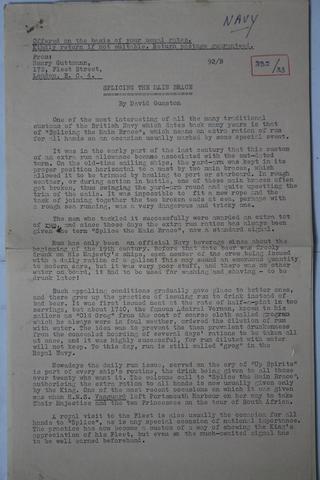 NAVY
Offered on the basis of your usual rates.
Kindly return if not suitable. Return postage guaranteed.
From:
Henry Guttmann,
172, Fleet Street,
London, E.C.4.
92/B
SPLICING THE MAIN BRACE
By David Gunston
One of the most interesting of all the many traditional
customs of the British Navy which dates back many years is that
of "Splicing the Main Brace", which means an extra ration of rum
for all hands on an occasion usually marked by some special event.
It was in the early part of the last century that this custom
of an extra rum allowance became associated with the
On the old-time sailing ships, the yard-arm was kept in its
proper position horizontal to a mast by two main braces, which
allowed it to be trimmed by hauling to port or starboard. In rough
weather, or during action in battle, one of these main braces often
got broken, thus swinging the yard-arm round and quite upsetting the
trim of the sails. It was impossible to fit a new rope and the
task of joining together the two broken ends at sea, perhaps with
a rough sea running, was a very dangerous and tricky one.
The men who tackled it successfully were awarded an extra tot
of rum, and since those days the extra rum ration has always been
given to tune "Splice the Main Brace", now a standard signal.
Rum has only been an official Navy beverage since about the
beginning of the 19th century. Before that date beer was freely
drunk on His Majesty's ships, each member of the crew being issued
with a daily ration of a gallon! This may sound an enormous quantity
to modern ears, but it was very poor stuff, and there was no other
water on board, it had to be used for washing and shaving - to be
drunk later!
Such appalling conditions gradually gave place to better ones,
and there grew up the practice of issuing rum to drink instead of
and beer. It was first issued neat at the rate of half-a-pint in two
servings, but about 1740, the famous Admiral Vernon, known to his
sailors as "Old Grog" from the coat of coarse cloth called grogram
which he always wore in foul weather, ordered the dilution of rum
with water. The idea was to prevent the then prevalent drunkenness
from the concealed hoarding of several days' rations to be taken all
at once, and it was highly successful, for rum diluted with water
will not keep. To this day, rum is still called "grog" in the
Royal Navy.
Nowadays the daily rum issue, served on the cry of "Up Spirits"
is part of every ship's routine, the drink being given to all those
over twenty who want it. The customs call to "Splice the Main Brace",
authorising the extra ration to all hands is now usually given only
by the King. One of the most recent occasions on which it was given
was when H.M.S. Vanguard left Portsmouth Harbour on her way to take
Their Majesties and the two Princesses on the tour of South Africa.
A royal visit to the Fleet is also usually the occasion for all
hands to "Splice", as is any special occasion of national importance.
The practice has now become a custom of a way of showing the King's
appreciation of his Fleet, but even so the much-coveted signal has
to be well earned beforehand.